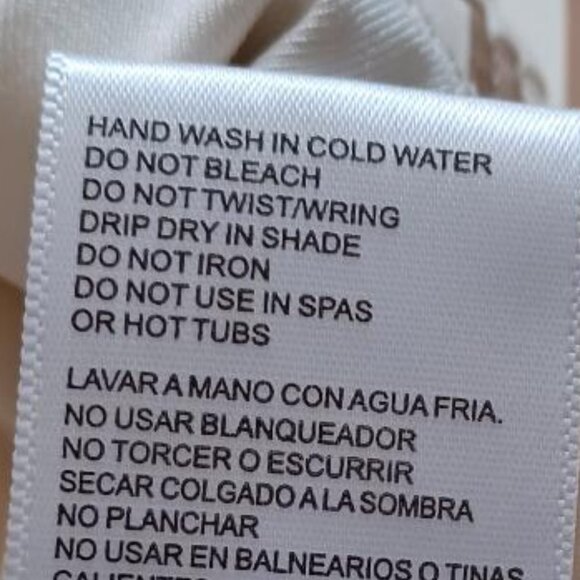 HAND WASH IN COLD WATER
DO NOT BLEACH
DO NOT TWIST/WRING
DRIP DRY IN SHADE
DO NOT IRON
DO NOT USE IN SPAS
OR HOT TUBS
LAVAR A MANO CON AGUA FRIA.
NO USAR BLANQUEADOR
NO TORCER O ESCURRIR
SECAR COLGADO A LA SOMBRA
NO PLANCHAR
NO USAR EN BALNEARIOS O TINAS
CALIENTES